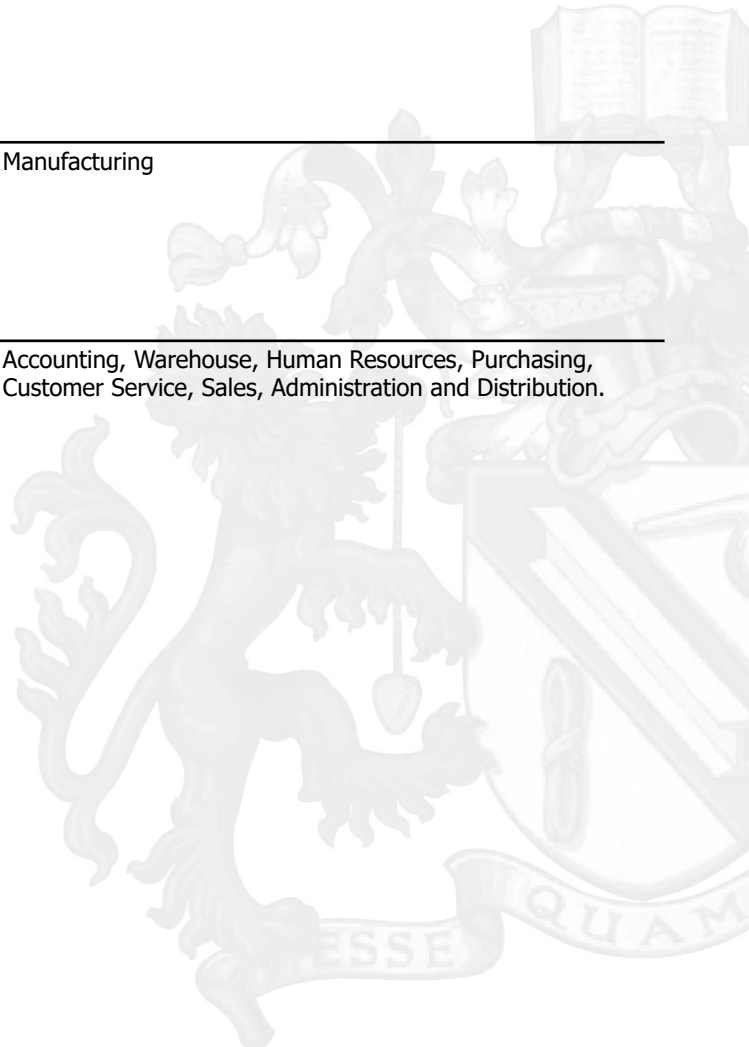 Manufacturing
Accounting, Warehouse, Human Resources, Purchasing,
Customer Service, Sales, Administration and Distribution.
ESSE
QUAM